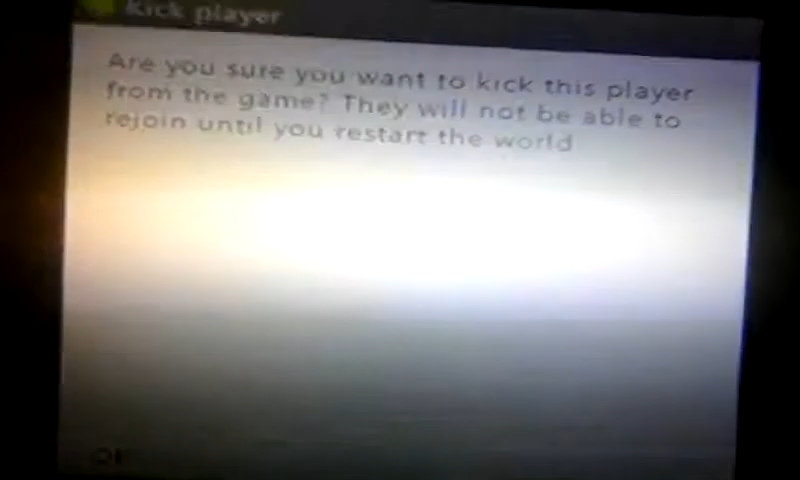 kick player
Are you sure you want to kick this player
from the game? They will not be able to
rejoin until you restart the world
OK